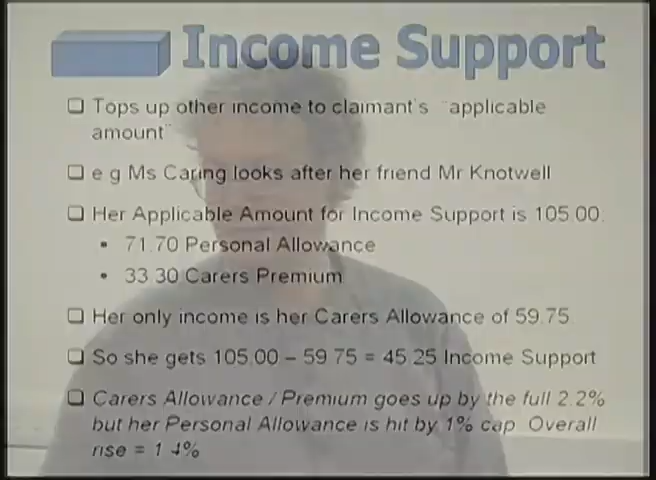 Income Support
❑ Tops up other income to claimant's "applicable
amount"
❑ e g Ms Caring looks after her friend Mr Knotwell
❑ Her Applicable Amount for Income Support is 105.00.
• 71.70 Personal Allowance
• 33.30 Carers Premium
❑ Her only income is her Carers Allowance of 59.75
❑ So she gets 105.00 – 59.75 = 45.25 Income Support
❑ Carers Allowance / Premium goes up by the full 2.2%
but her Personal Allowance is hit by 1% cap Overall
rise = 1.4%